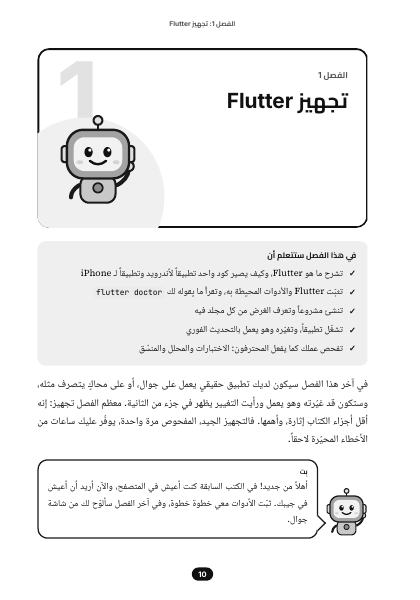 الفصل 1: تجهيز Flutter
1
الفصل 1
تجهيز Flutter
في هذا الفصل ستتعلم أن
✓ تشرح ما هو Flutter، وكيف يصير كود واحد تطبيقاً لأندرويد وتطبيقاً لـ iPhone
✓ تثبّت Flutter والأدوات المحيطة به، وتقرأ ما يقوله لك flutter doctor
✓ تنشئ مشروعاً وتعرف الغرض من كل مجلد فيه
✓ تشغّل تطبيقاً، وتغيّره وهو يعمل بالتحديث الفوري
✓ تفحص عملك كما يفعل المحترفون: الاختبارات والمحلل والمنسّق
في آخر هذا الفصل سيكون لديك تطبيق حقيقي يعمل على جوال، أو على محاكٍ يتصرف مثله،
وستكون قد غيّرته وهو يعمل ورأيت التغيير يظهر في جزء من الثانية. معظم الفصل تجهيز: إنه
أقل أجزاء الكتاب إثارة، وأهمها. فالتجهيز الجيد، المفحوص مرة واحدة، يوفّر عليك ساعات من
الأخطاء المحيّرة لاحقاً.
بت
أهلاً من جديد! في الكتب السابقة كنت أعيش في المتصفح، والآن أريد أن أعيش
في جيبك. ثبّت الأدوات معي خطوة خطوة، وفي آخر الفصل سألوّح لك من شاشة
جوال.
10